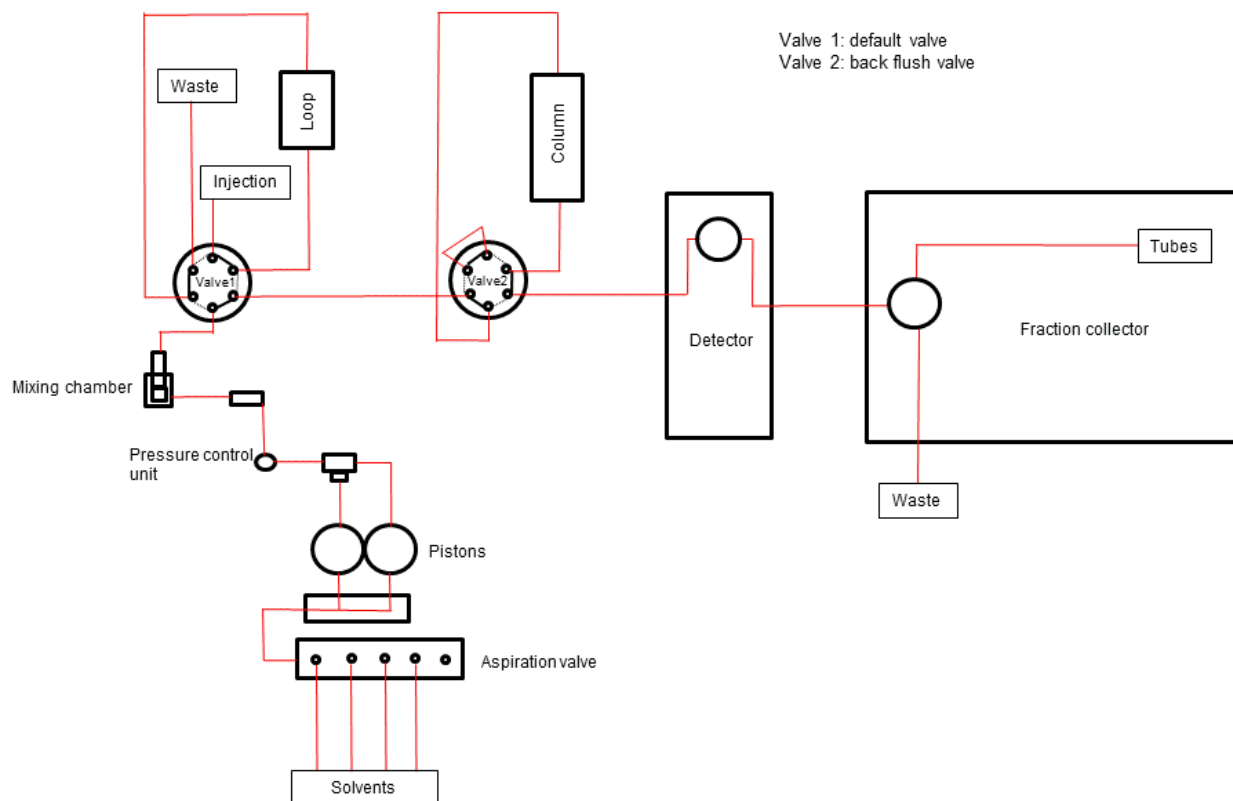 Valve 1: default valve
Valve 2: back flush valve
Waste
Loop
Column
Injection
Valve1
Valve2
Tubes
Detector
Fraction collector
Mixing chamber
Pressure control
unit
Waste
Pistons
Aspiration valve
Solvents